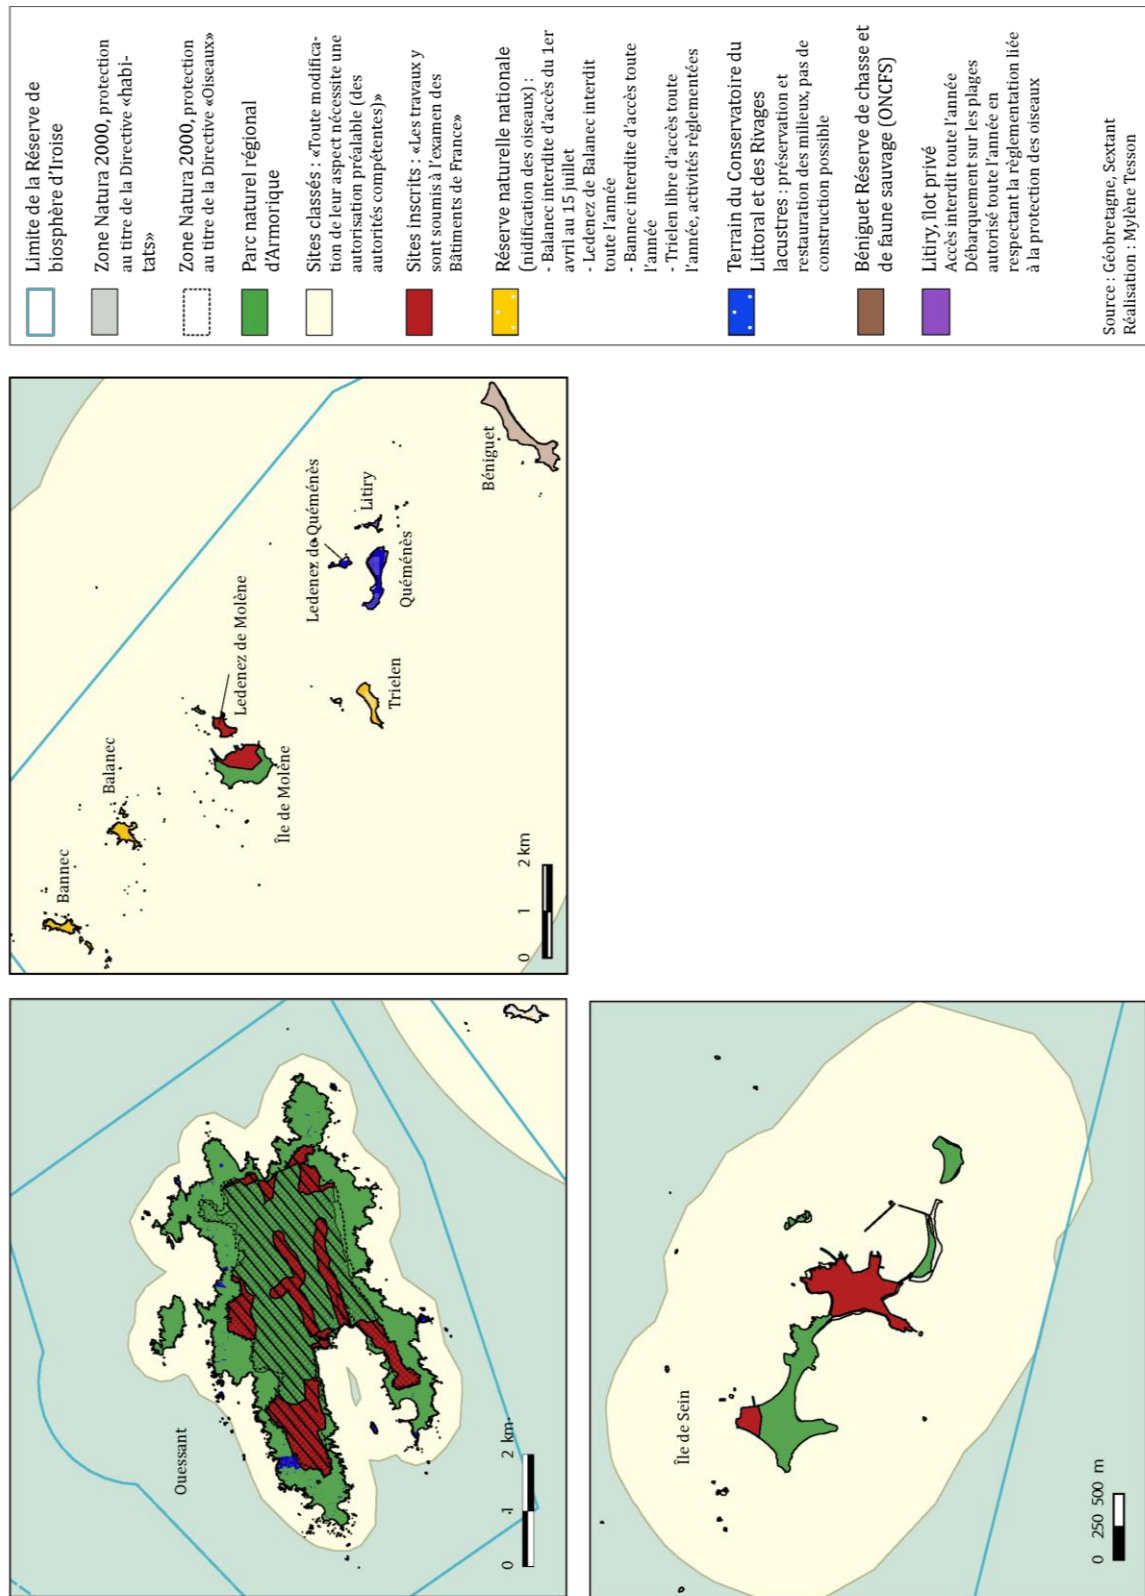 Ouessant
0 1 2 km
Bannec
Balanec
Île de Molène
Ledenez de Molène
Trielen
Ledenez de Quéménès
Quéménès
Litiry
Béniguet
0 1 2 km
Île de Sein
0 250 500 m
Limite de la Réserve de
biosphère d'Iroise
Zone Natura 2000, protection
au titre de la Directive «habi-
tats»
Zone Natura 2000, protection
au titre de la Directive «Oiseaux»
Parc naturel régional
d'Armorique
Sites classés : «Toute modifica-
tion de leur aspect nécessite une
autorisation préalable (des
autorités compétentes)»
Sites inscrits : «Les travaux y
sont soumis à l'examen des
Bâtiments de France»
Réserve naturelle nationale
(nidification des oiseaux) :
- Balanec interdite d'accès du 1er
avril au 15 juillet
- Ledenez de Balanec interdit
toute l'année
- Bannec interdite d'accès toute
l'année
- Trielen libre d'accès toute
l'année, activités règlementées
Terrain du Conservatoire du
Littoral et des Rivages
lacustres : préservation et
restauration des milieux, pas de
construction possible
Béniguet Réserve de chasse et
de faune sauvage (ONCFS)
Litiry, îlot privé
Accès interdit toute l'année
Débarquement sur les plages
autorisé toute l'année en
respectant la règlementation liée
à la protection des oiseaux
Source : Géobretagne, Sextant
Réalisation : Mylène Tesson